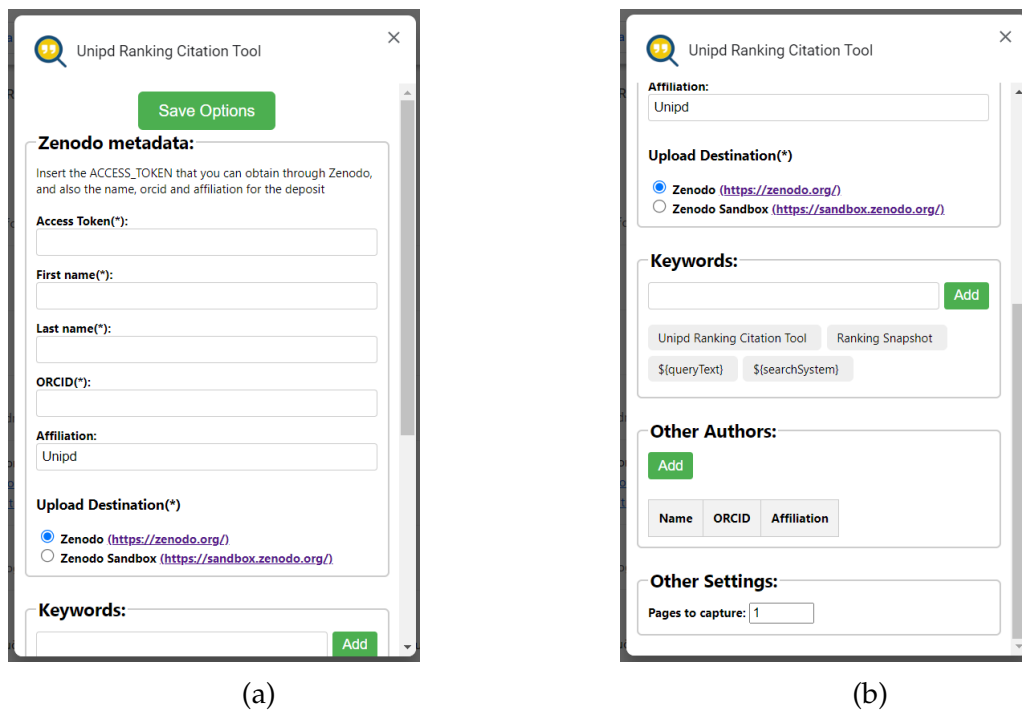 Unipd Ranking Citation Tool
Save Options
Zenodo metadata:
Insert the ACCESS_TOKEN that you can obtain through Zenodo,
and also the name, orcid and affiliation for the deposit
Access Token(*):
First name(*):
Last name(*):
ORCID(*):
Affiliation:
Unipd
Upload Destination(*)
Zenodo (https://zenodo.org/)
Zenodo Sandbox (https://sandbox.zenodo.org/)
Keywords:
Add
(a)
Unipd Ranking Citation Tool
Affiliation:
Unipd
Upload Destination(*)
Zenodo (https://zenodo.org/)
Zenodo Sandbox (https://sandbox.zenodo.org/)
Keywords:
Add
Unipd Ranking Citation Tool Ranking Snapshot
${queryText} ${searchSystem}
Other Authors:
Add
Name ORCID Affiliation
Other Settings:
Pages to capture: 1
(b)